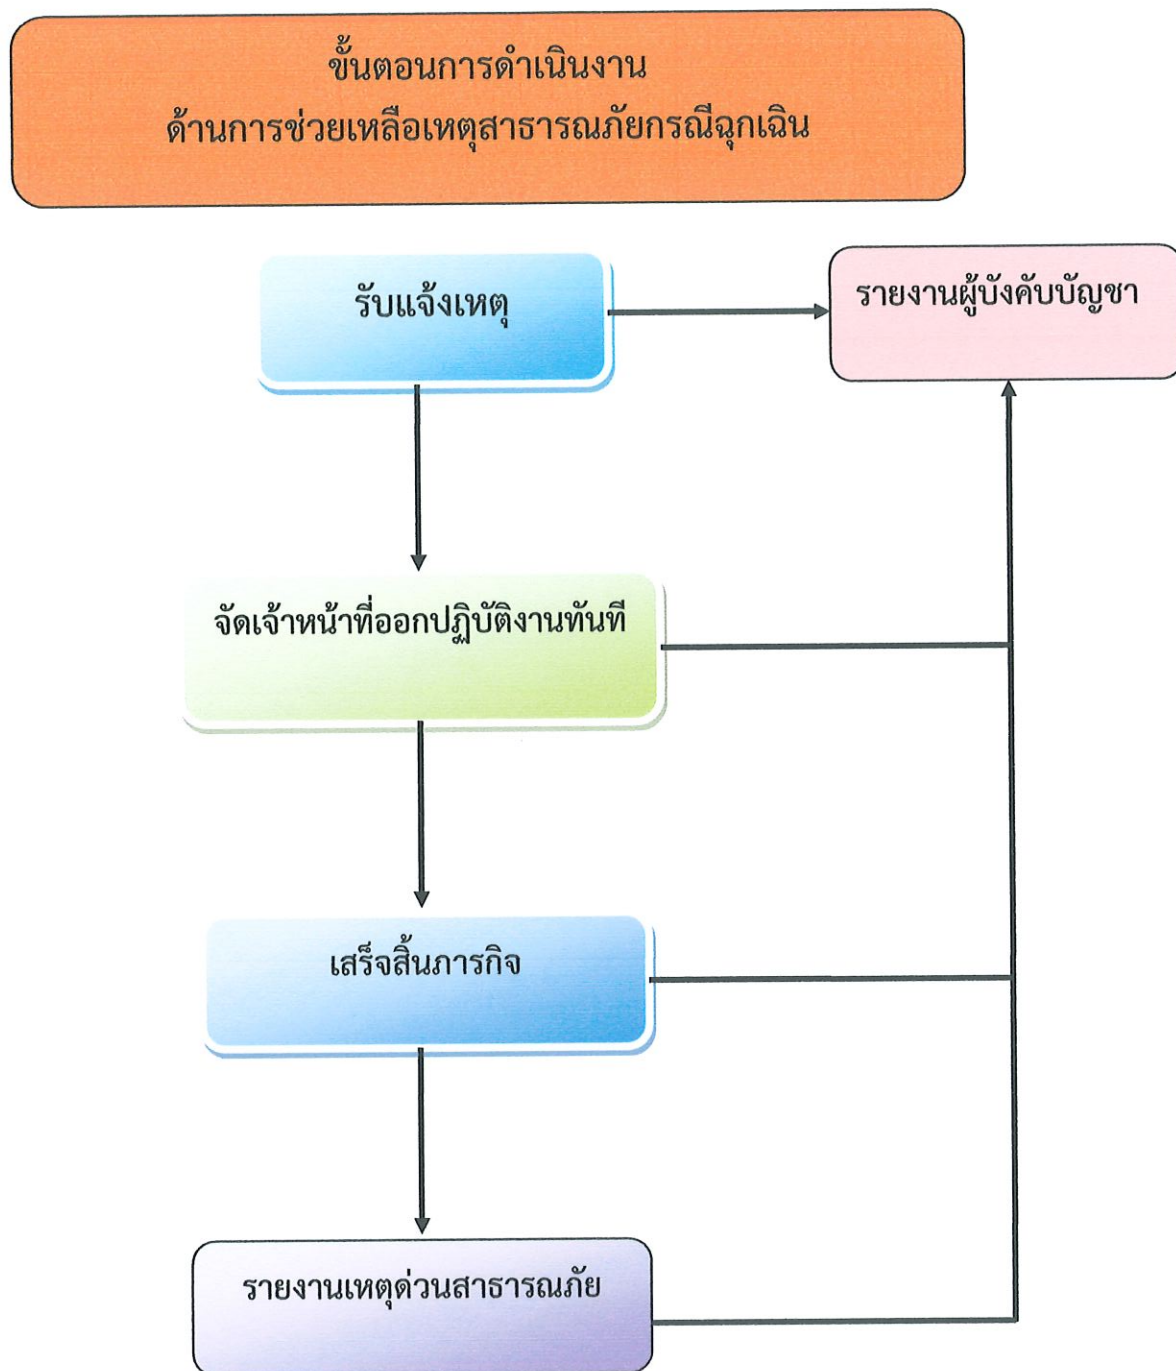 ขั้นตอนการดำเนินงาน
ด้านการช่วยเหลือเหตุสาธารณภัยกรณีฉุกเฉิน
รับแจ้งเหตุ
รายงานผู้บังคับบัญชา
จัดเจ้าหน้าที่ออกปฏิบัติงานทันที
เสร็จสิ้นภารกิจ
รายงานเหตุด่วนสาธารณภัย